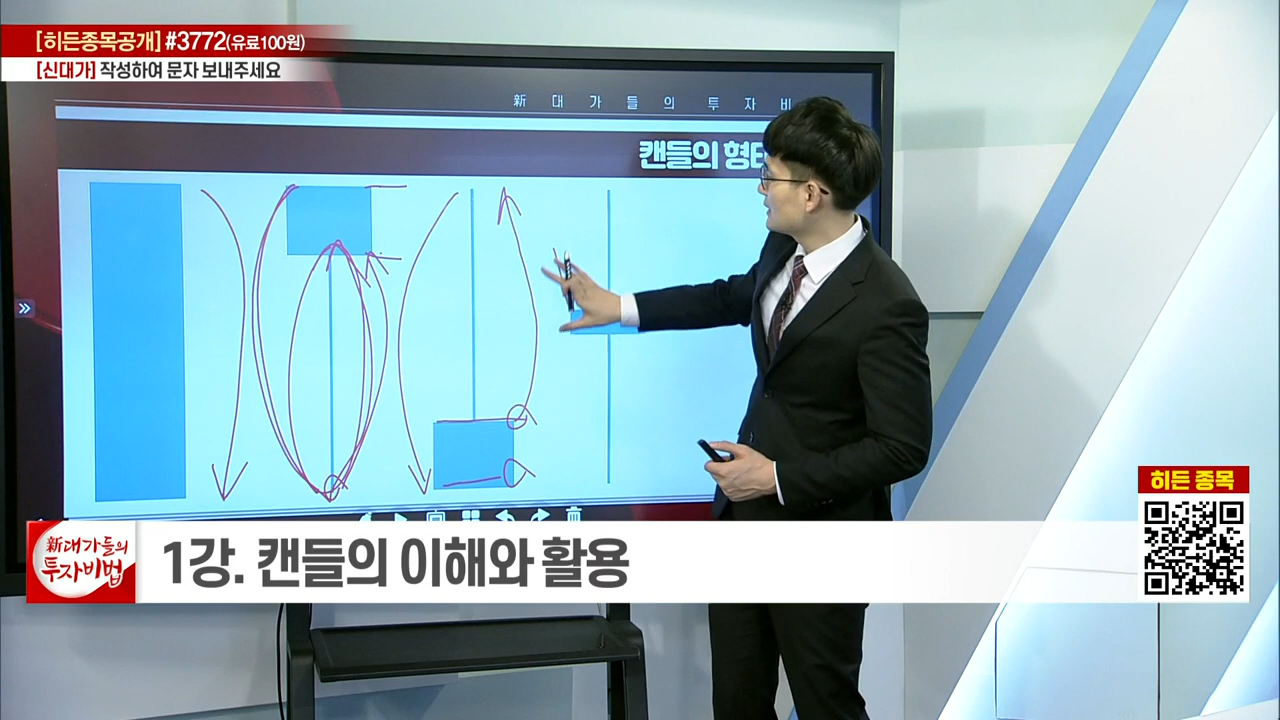 [히든종목공개] #3772(유료100원)
[신대가] 작성하여 문자 보내주세요
新 대 가 들 의 투 자 비
캔들의 형태
히든 종목
新대가들의
투자비법
1강. 캔들의 이해와 활용